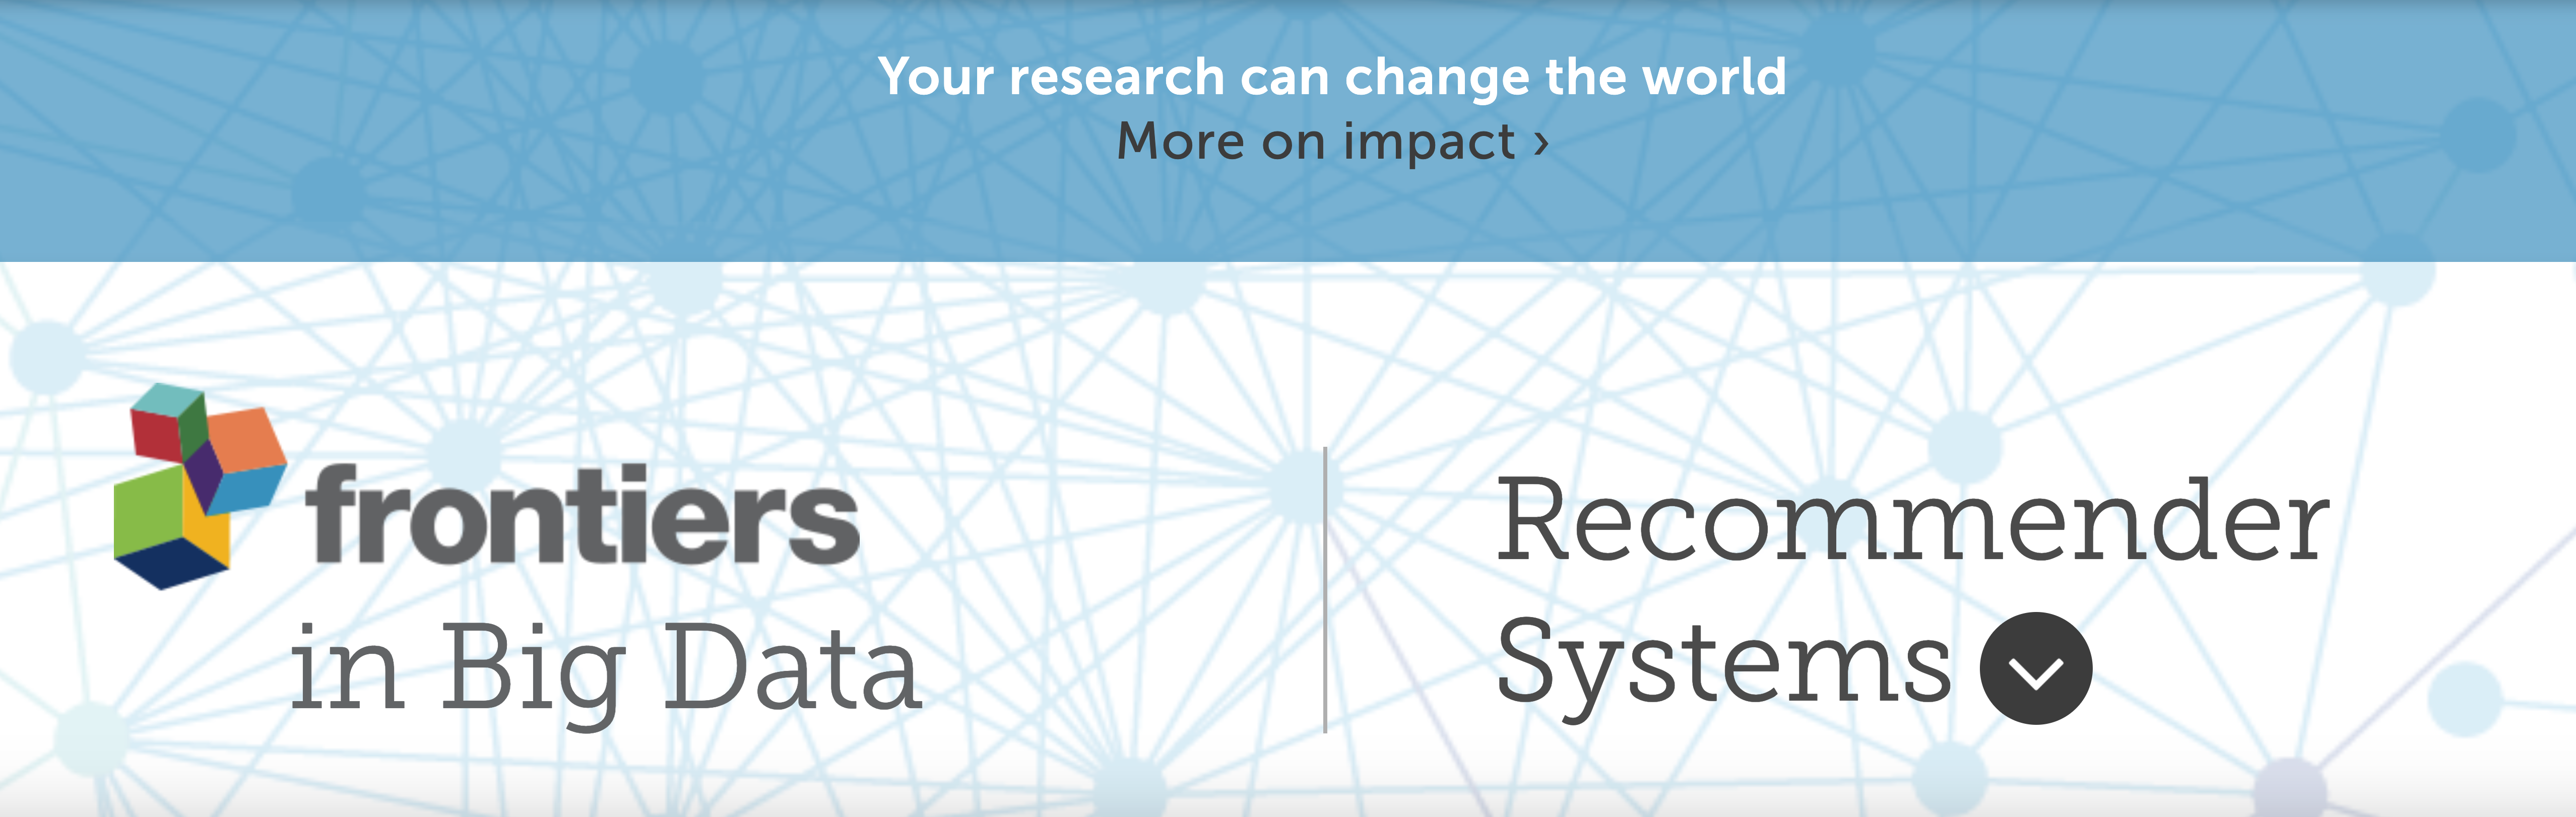 Your research can change the world
More on impact ›
frontiers
in Big Data
Recommender
Systems